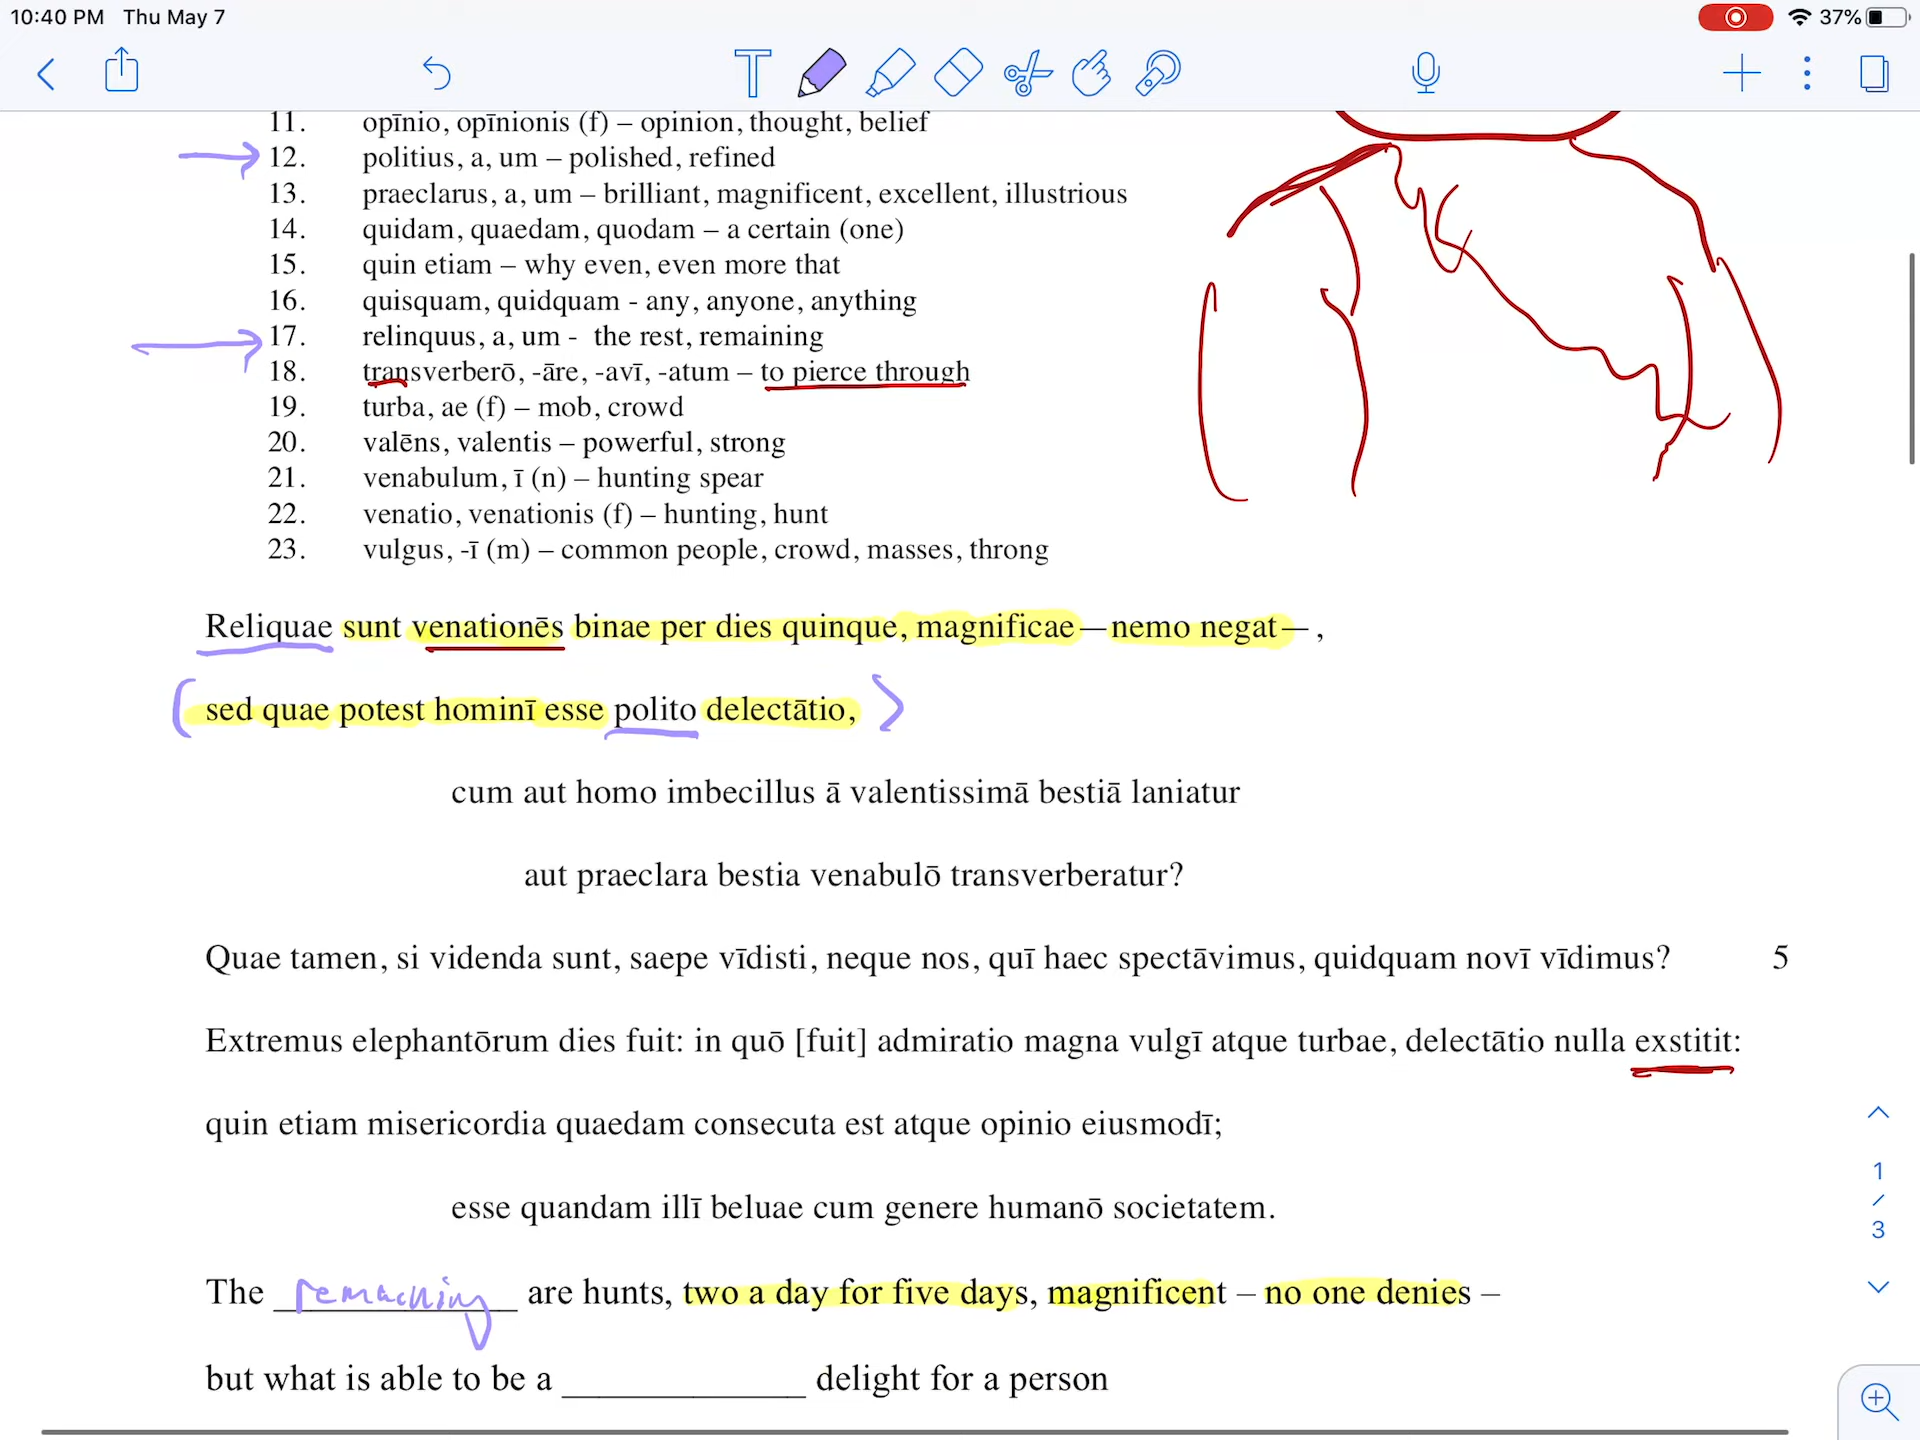 10:40 PM Thu May 7
37%
11. opīnio, opīnionis (f) – opinion, thought, belief
12. politius, a, um – polished, refined
13. praeclarus, a, um – brilliant, magnificent, excellent, illustrious
14. quidam, quaedam, quodam – a certain (one)
15. quin etiam – why even, even more that
16. quisquam, quidquam - any, anyone, anything
17. relinquus, a, um - the rest, remaining
18. transverberō, -āre, -avī, -atum – to pierce through
19. turba, ae (f) – mob, crowd
20. valēns, valentis – powerful, strong
21. venabulum, ī (n) – hunting spear
22. venatio, venationis (f) – hunting, hunt
23. vulgus, -ī (m) – common people, crowd, masses, throng
Reliquae sunt venationēs binae per dies quinque, magnificae—nemo negat— ,
sed quae potest hominī esse polito delectātio,
cum aut homo imbecillus ā valentissimā bestiā laniatur
aut praeclara bestia venabulō transverberatur?
Quae tamen, si videnda sunt, saepe vīdisti, neque nos, quī haec spectāvimus, quidquam novī vīdimus? 5
Extremus elephantōrum dies fuit: in quō [fuit] admiratio magna vulgī atque turbae, delectātio nulla exstitit:
quin etiam misericordia quaedam consecuta est atque opinio eiusmodī;
esse quandam illī beluae cum genere humanō societatem.
The remaining are hunts, two a day for five days, magnificent – no one denies –
but what is able to be a ____________ delight for a person
1
/
3